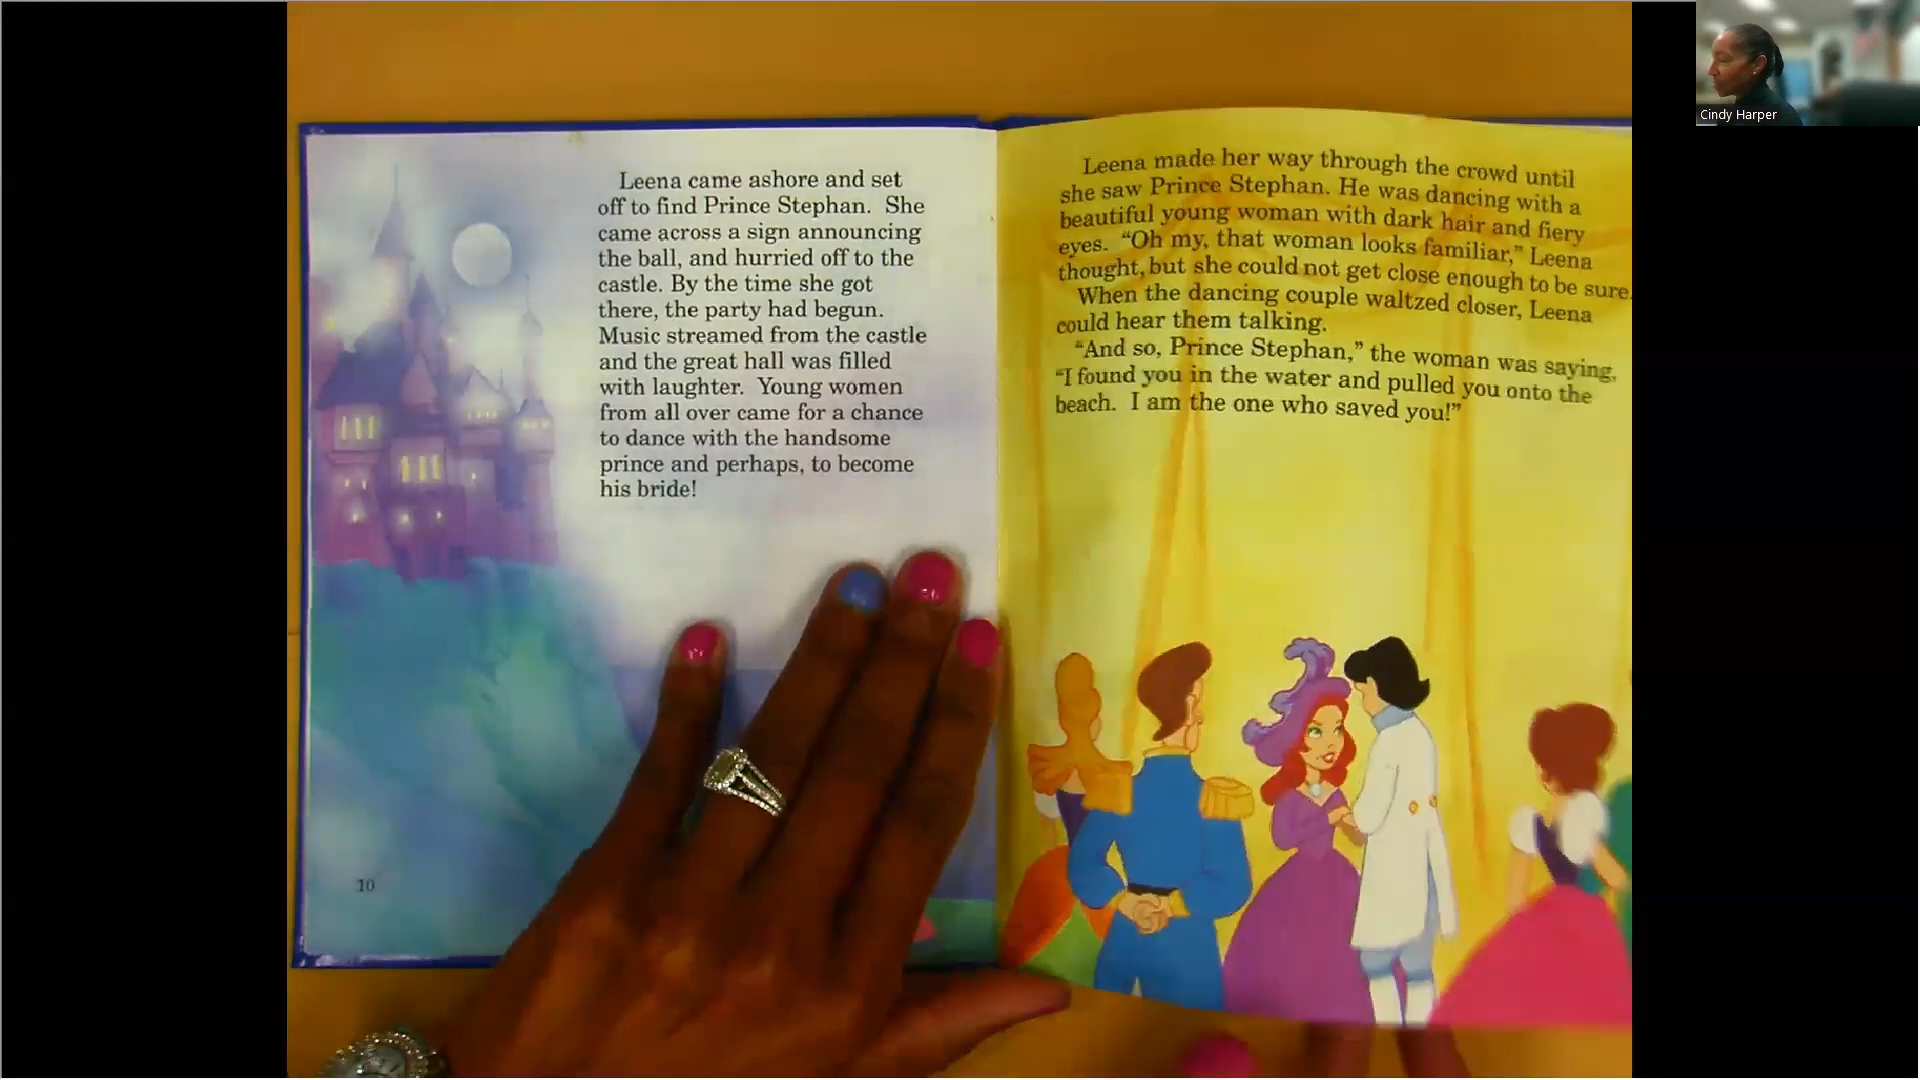 Leena came ashore and set
off to find Prince Stephan. She
came across a sign announcing
the ball, and hurried off to the
castle. By the time she got
there, the party had begun.
Music streamed from the castle
and the great hall was filled
with laughter. Young women
from all over came for a chance
to dance with the handsome
prince and perhaps, to become
his bride!
10
Leena made her way through the crowd until
she saw Prince Stephan. He was dancing with a
beautiful young woman with dark hair and fiery
eyes. “Oh my, that woman looks familiar,” Leena
thought, but she could not get close enough to be sure.
When the dancing couple waltzed closer, Leena
could hear them talking.
“And so, Prince Stephan,” the woman was saying,
“I found you in the water and pulled you onto the
beach. I am the one who saved you!”
Cindy Harper